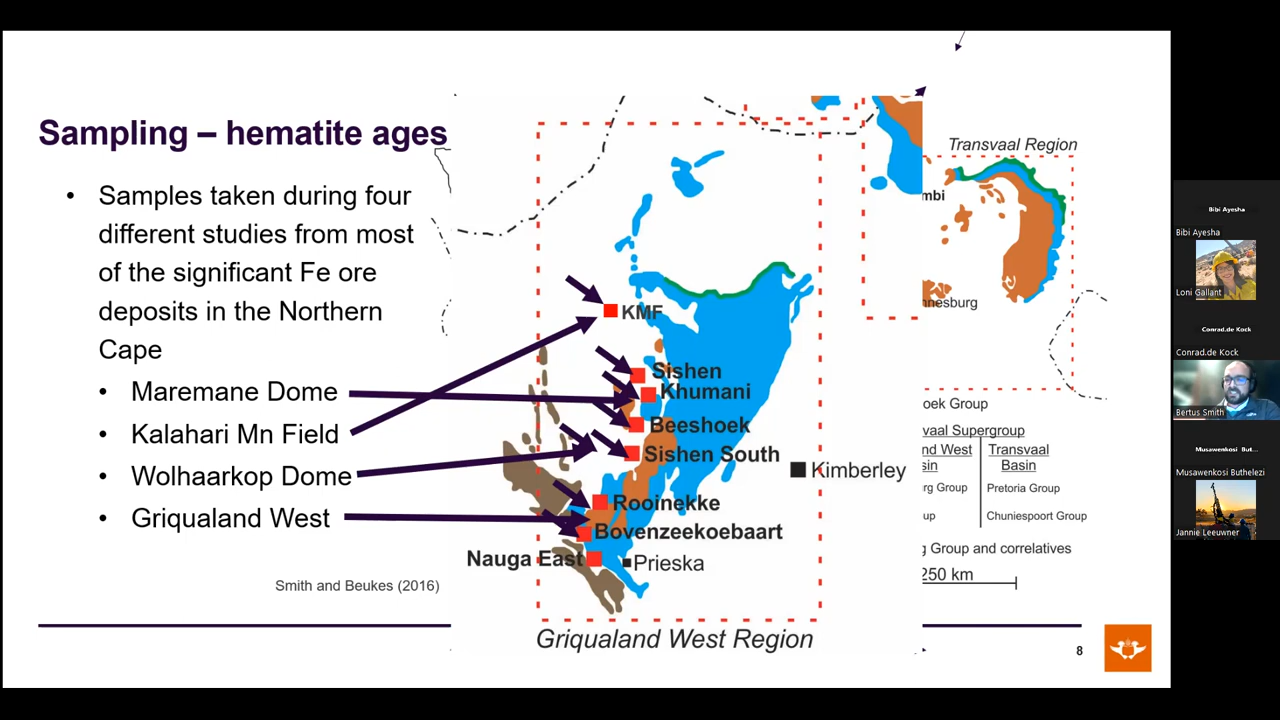 Sampling – hematite ages
• Samples taken during four
different studies from most
of the significant Fe ore
deposits in the Northern
Cape
• Maremane Dome
• Kalahari Mn Field
• Wolhaarkop Dome
• Griqualand West
Smith and Beukes (2016)
KMF
Sishen
Khumani
Beeshoek
Sishen South
Kimberley
Rooinekke
Bovenzeekoebaart
Nauga East
Prieska
Griqualand West Region
Transvaal Region
mbi
nnesburg
oek Group
vaal Supergroup
nd West
sin
Transvaal
Basin
rg Group
Pretoria Group
up
Chuniespoort Group
g Group and correlatives
250 km
8
Bibi Ayesha
Bibi Ayesha
Loni Gallant
Conrad.de Kock
Conrad.de Kock
Bertus Smith
Musawenkosi But...
Musawenkosi Buthelezi
Jannie Leeuwner